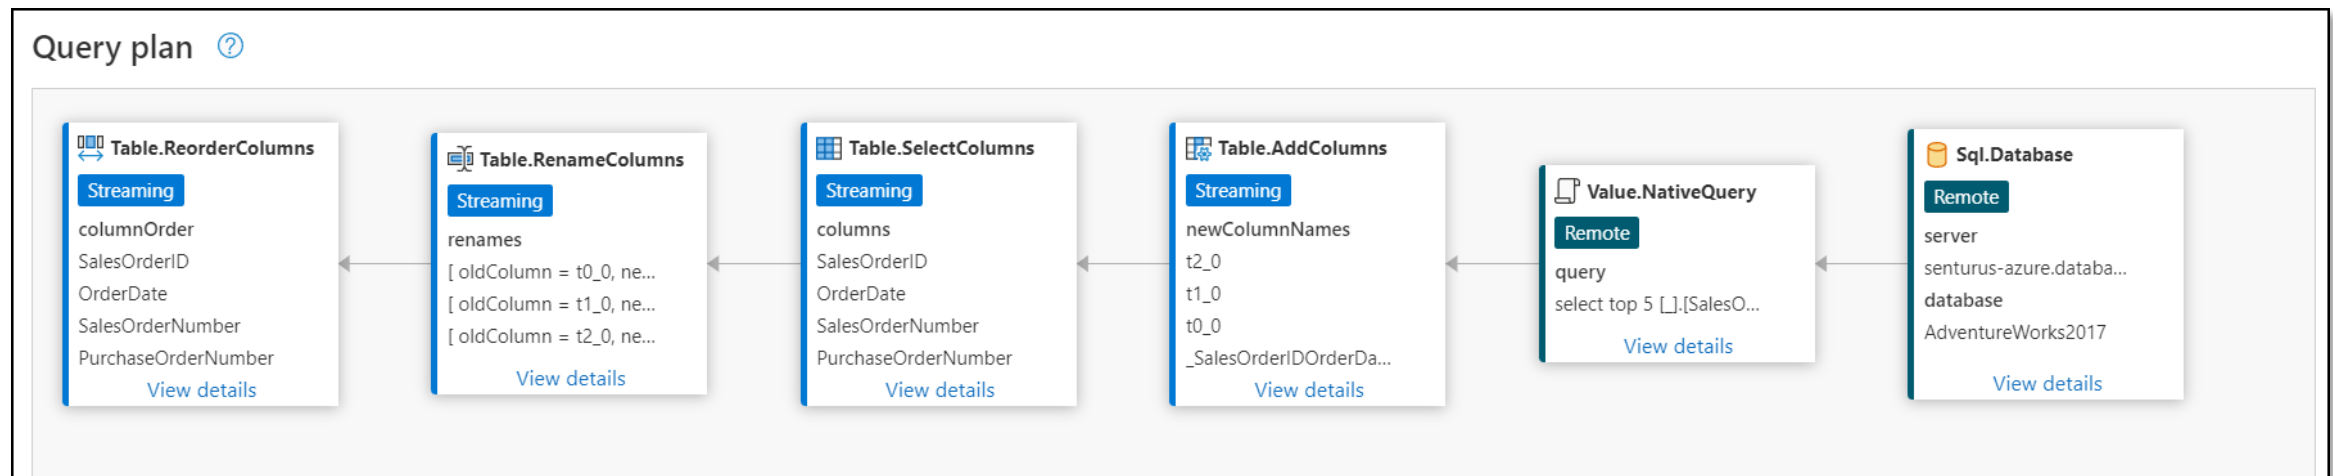 Query plan
Table.ReorderColumns
Streaming
columnOrder
SalesOrderID
OrderDate
SalesOrderNumber
PurchaseOrderNumber
View details
Table.RenameColumns
Streaming
renames
[ oldColumn = t0_0, ne...
[ oldColumn = t1_0, ne...
[ oldColumn = t2_0, ne...
View details
Table.SelectColumns
Streaming
columns
SalesOrderID
OrderDate
SalesOrderNumber
PurchaseOrderNumber
View details
Table.AddColumns
Streaming
newColumnNames
t2_0
t1_0
t0_0
_SalesOrderIDOrderDa...
View details
Value.NativeQuery
Remote
query
select top 5 [_].[SalesO...
View details
Sql.Database
Remote
server
senturus-azure.databa...
database
AdventureWorks2017
View details